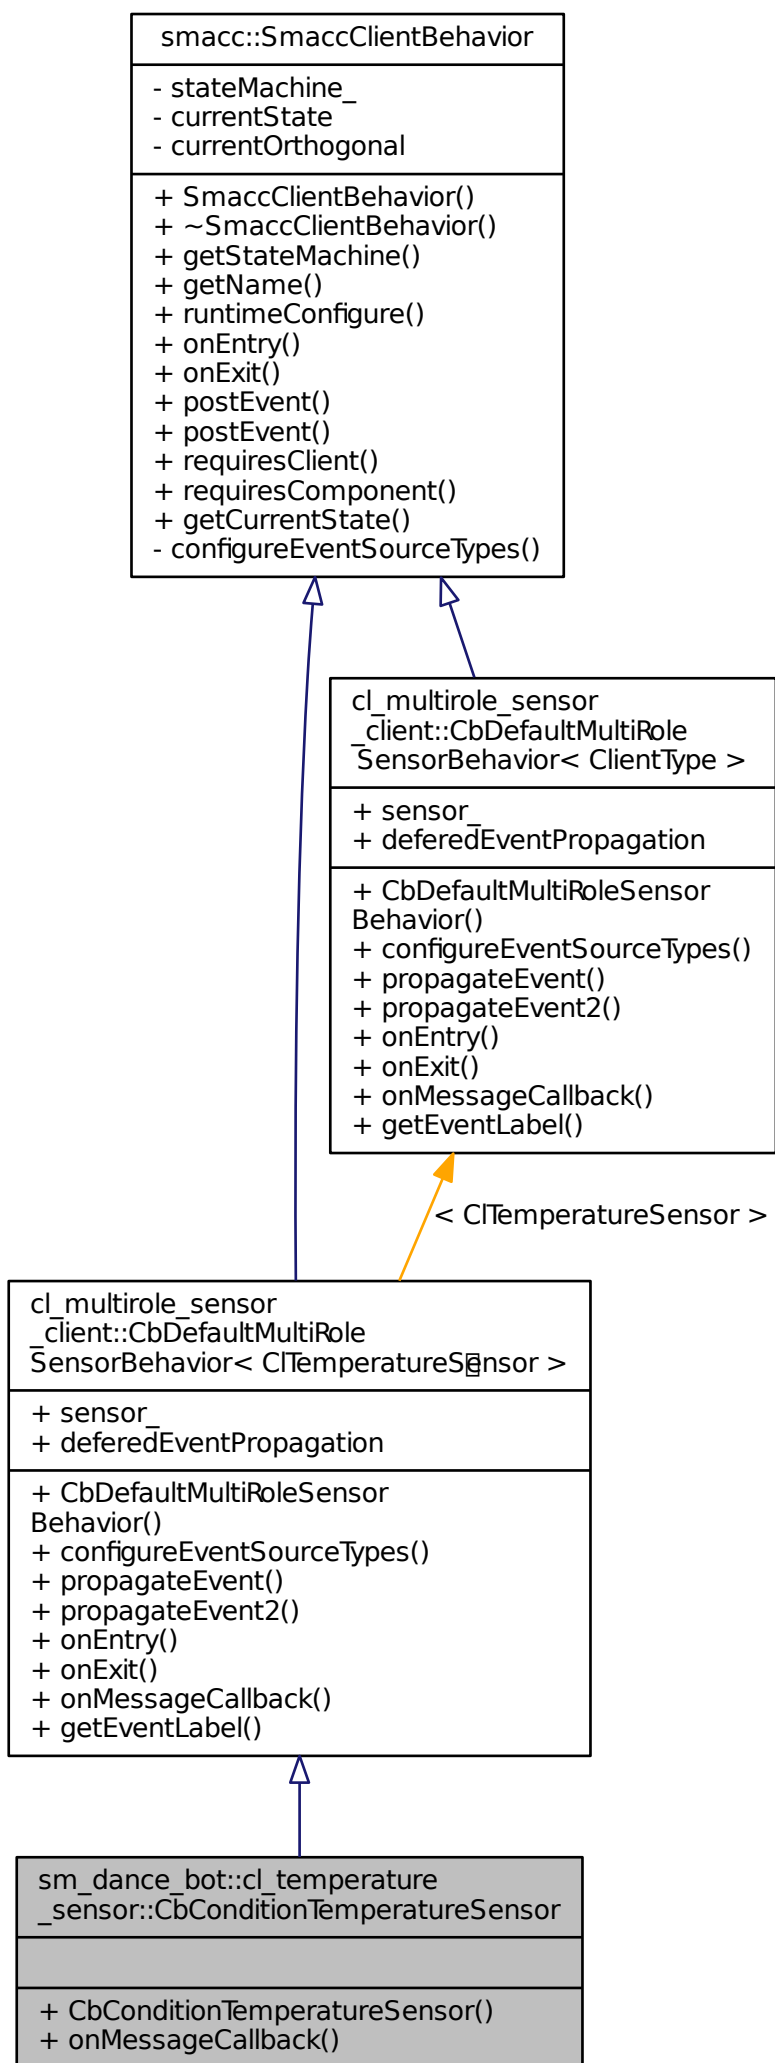 smacc::SmaccClientBehavior
- stateMachine_
- currentState
- currentOrthogonal
+ SmaccClientBehavior()
+ ~SmaccClientBehavior()
+ getStateMachine()
+ getName()
+ runtimeConfigure()
+ onEntry()
+ onExit()
+ postEvent()
+ postEvent()
+ requiresClient()
+ requiresComponent()
+ getCurrentState()
- configureEventSourceTypes()
cl_multirole_sensor
_client::CbDefaultMultiRole
SensorBehavior< ClientType >
+ sensor_
+ deferedEventPropagation
+ CbDefaultMultiRoleSensor
Behavior()
+ configureEventSourceTypes()
+ propagateEvent()
+ propagateEvent2()
+ onEntry()
+ onExit()
+ onMessageCallback()
+ getEventLabel()
< ClTemperatureSensor >
cl_multirole_sensor
_client::CbDefaultMultiRole
SensorBehavior< ClTemperatureSensor >
+ sensor_
+ deferedEventPropagation
+ CbDefaultMultiRoleSensor
Behavior()
+ configureEventSourceTypes()
+ propagateEvent()
+ propagateEvent2()
+ onEntry()
+ onExit()
+ onMessageCallback()
+ getEventLabel()
sm_dance_bot::cl_temperature
_sensor::CbConditionTemperatureSensor
+ CbConditionTemperatureSensor()
+ onMessageCallback()